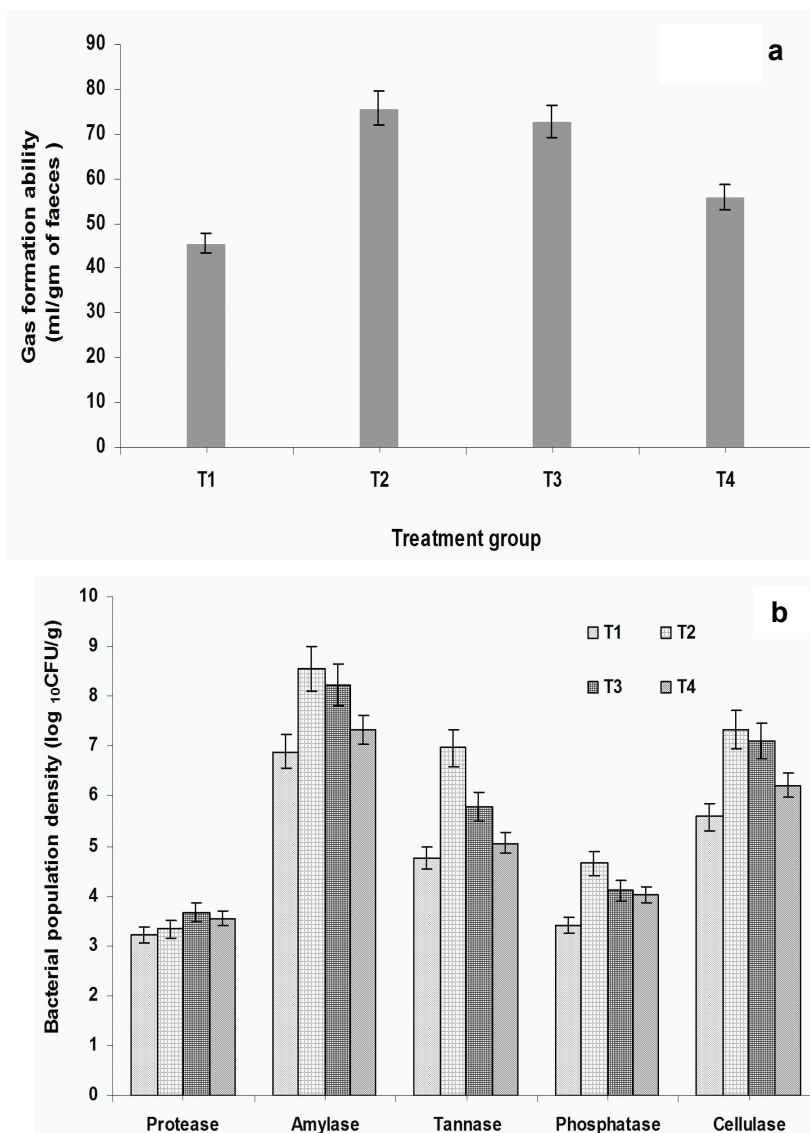 a
90
80
70
60
50
40
30
20
10
0
Gas formation ability
(ml/gm of faeces )
T1 T2 T3 T4
Treatment group
b
10
9
8
7
6
5
4
3
2
1
0
Bacterial population density (log 10CFU/g)
T1 T2
T3 T4
Protease Amylase Tannase Phosphatase Cellulase